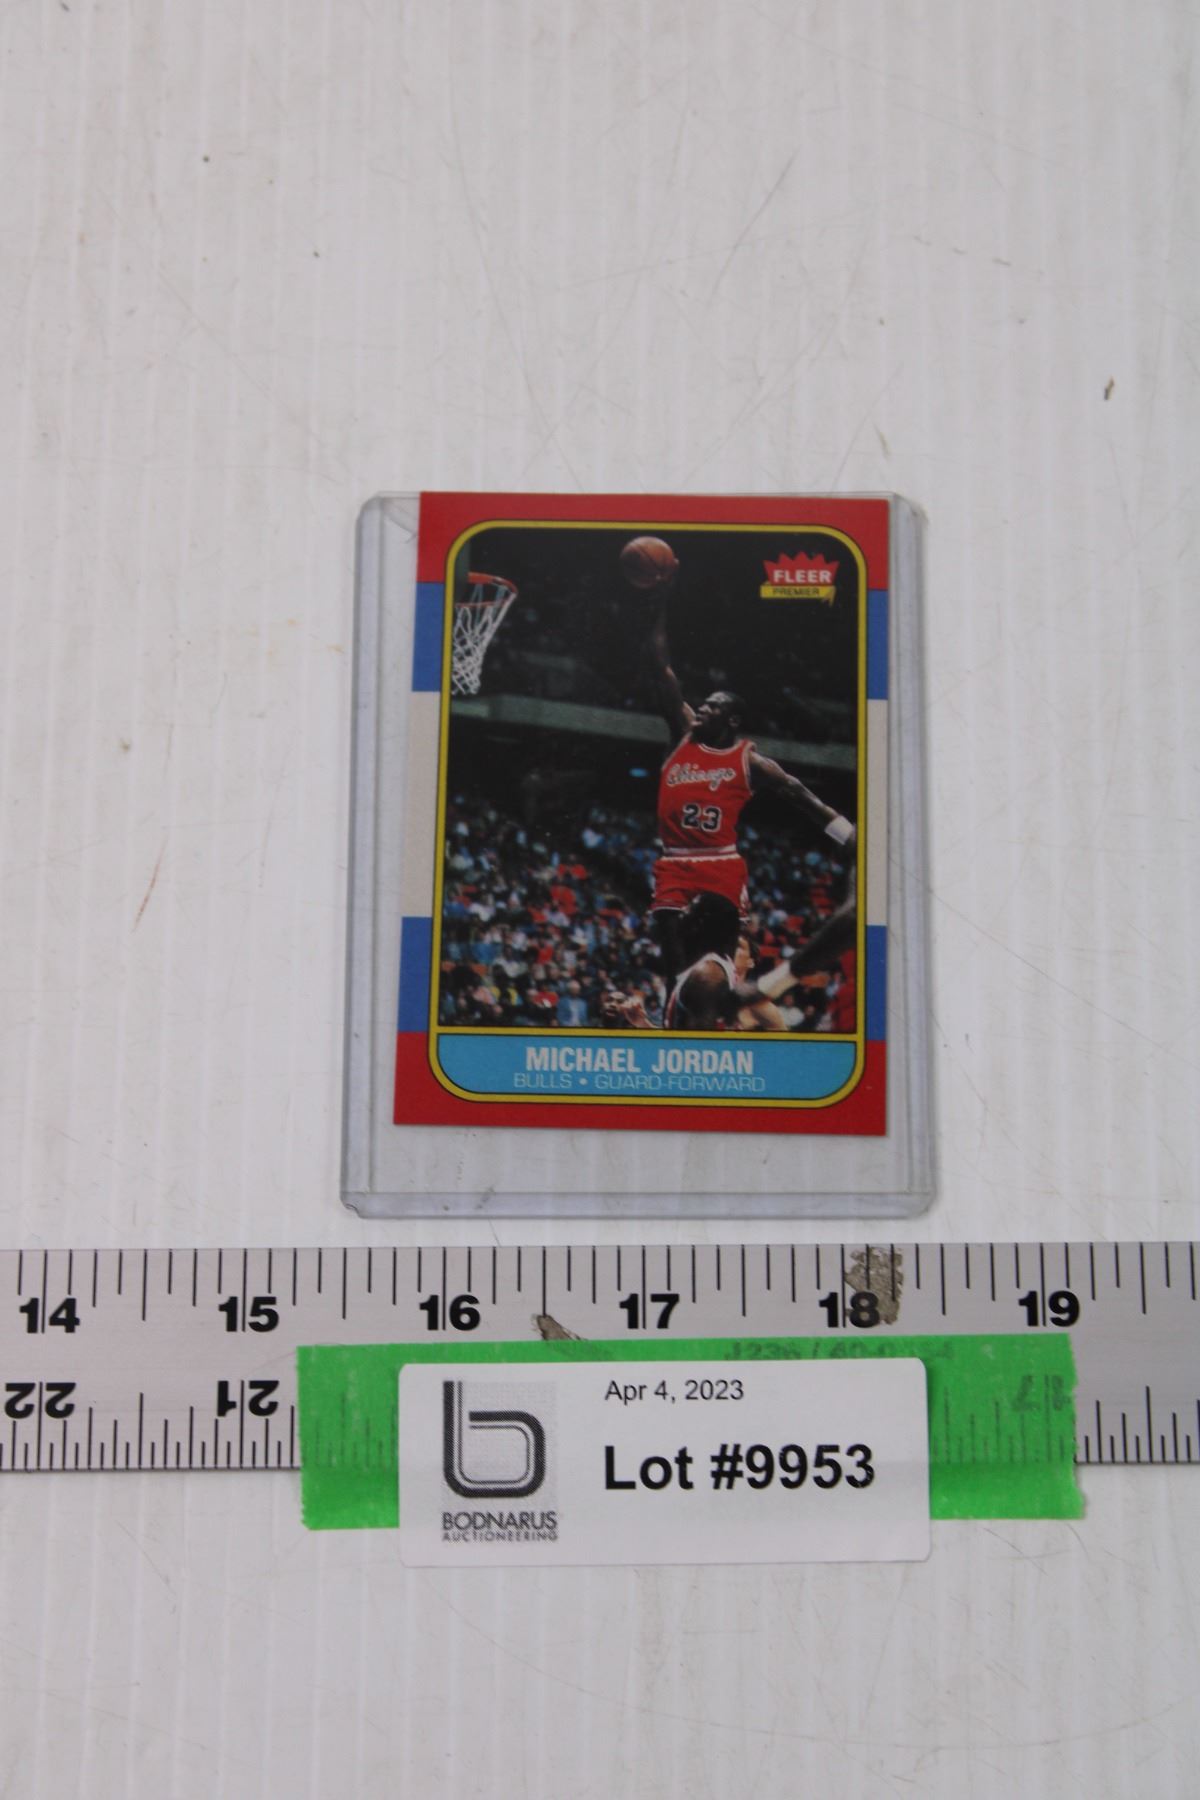 FLEER
PREMIER
Chicago
23
MICHAEL JORDAN
BULLS • GUARD-FORWARD
14 15 16 17 18 19
22 21 17
Apr 4, 2023
Lot #9953
BODNARUS
AUCTIONEERING